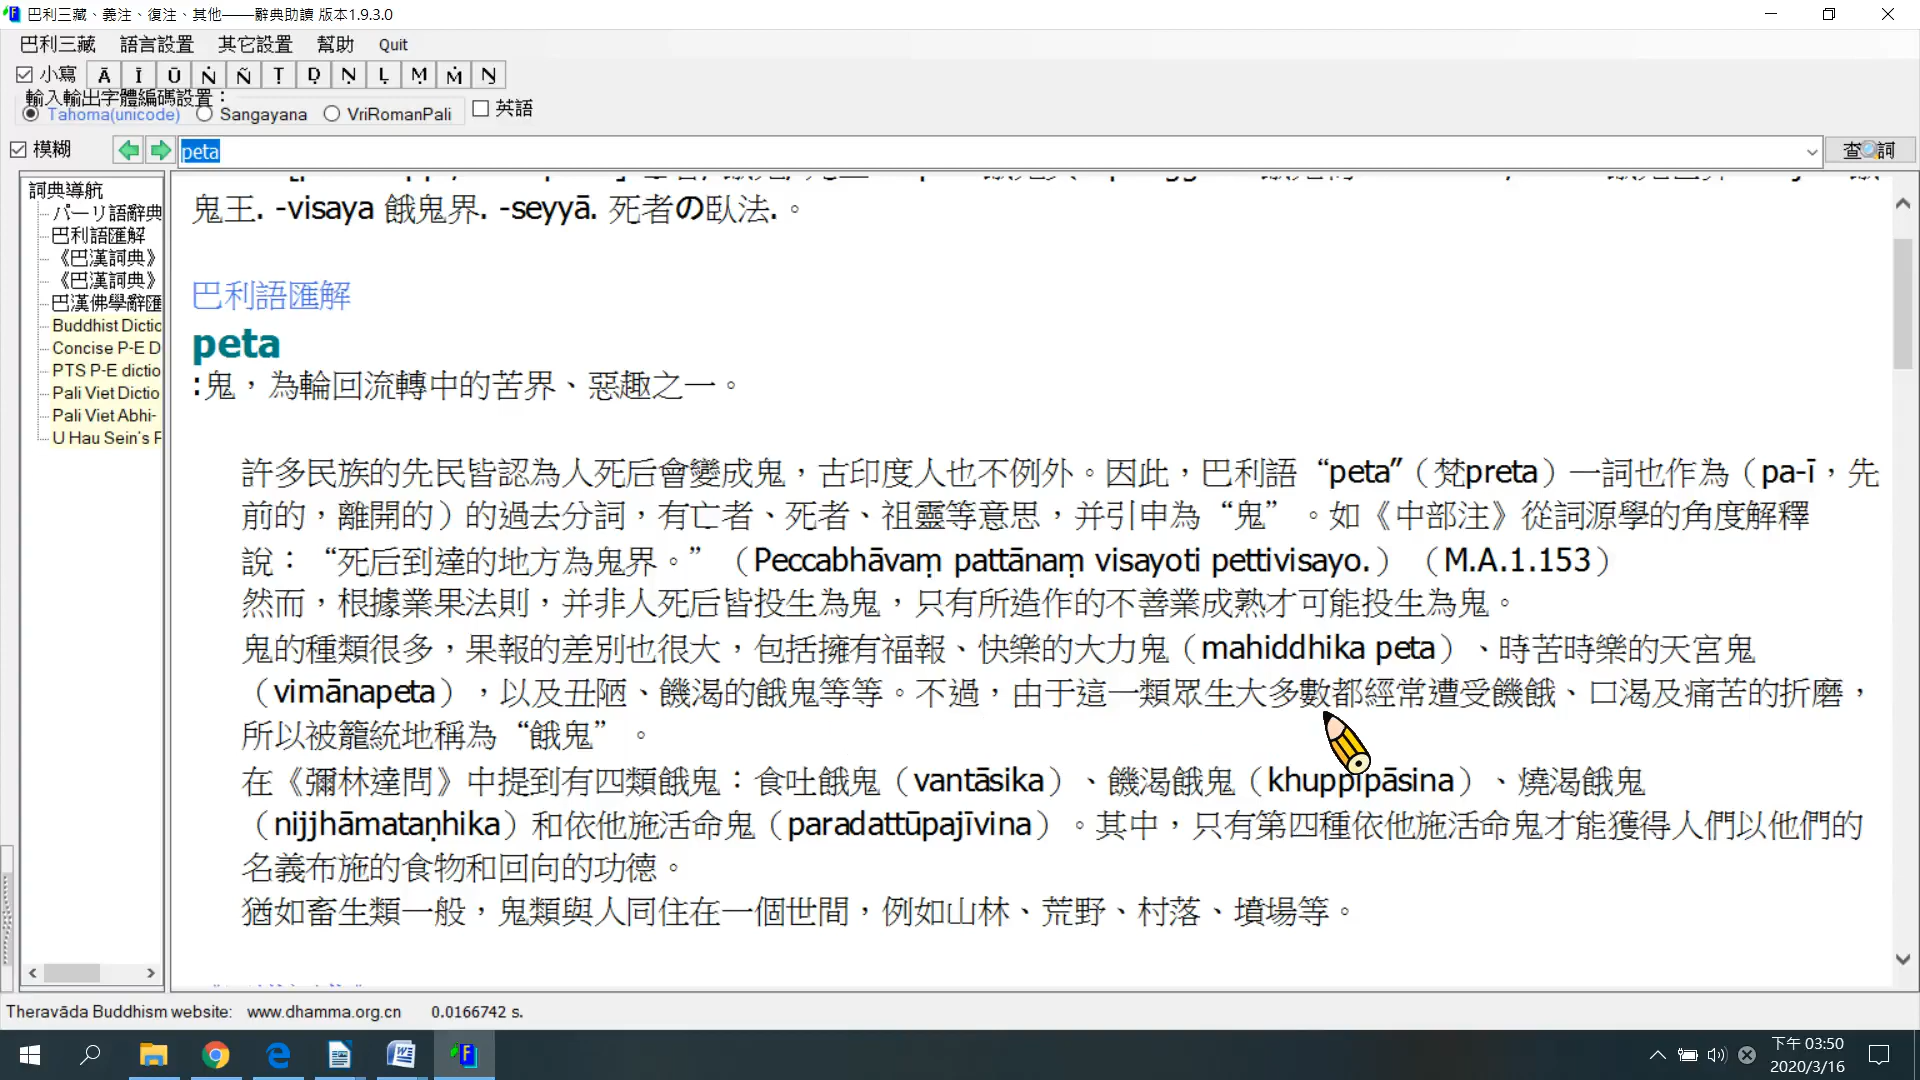 巴利三藏、義注、復注、其他——辭典助讀 版本1.9.3.0
巴利三藏 語言設置 其它設置 幫助 Quit
小寫 Ā Ī Ū Ṅ Ñ Ṭ Ḍ Ṇ Ḷ Ṃ Ṁ Ŋ
輸入輸出字體編碼設置：
Tahoma(unicode) Sangayana VriRomanPali 英語
模糊 peta 查詞
詞典導航
パーリ語辭典
巴利語匯解
《巴漢詞典》
《巴漢詞典》
巴漢佛學辭匯
Buddhist Dictio
Concise P-E D
PTS P-E dictio
Pali Viet Dictio
Pali Viet Abhi-
U Hau Sein's F
鬼王. -visaya 餓鬼界. -seyyā. 死者の臥法.。
巴利語匯解
peta
:鬼，為輪回流轉中的苦界、惡趣之一。
許多民族的先民皆認為人死后會變成鬼，古印度人也不例外。因此，巴利語“peta”（梵preta）一詞也作為（pa-ī，先
前的，離開的）的過去分詞，有亡者、死者、祖靈等意思，并引申為“鬼”。如《中部注》從詞源學的角度解釋
說：“死后到達的地方為鬼界。”（Peccabhāvaṃ pattānaṃ visayoti pettivisayo.）（M.A.1.153）
然而，根據業果法則，并非人死后皆投生為鬼，只有所造作的不善業成熟才可能投生為鬼。
鬼的種類很多，果報的差別也很大，包括擁有福報、快樂的大力鬼（mahiddhika peta）、時苦時樂的天宮鬼
（vimānapeta），以及丑陋、饑渴的餓鬼等等。不過，由于這一類眾生大多數都經常遭受饑餓、口渴及痛苦的折磨，
所以被籠統地稱為“餓鬼”。
在《彌林達問》中提到有四類餓鬼：食吐餓鬼（vantāsika）、饑渴餓鬼（khuppipāsina）、燒渴餓鬼
（nijjhāmataṇhika）和依他施活命鬼（paradattūpajīvina）。其中，只有第四種依他施活命鬼才能獲得人們以他們的
名義布施的食物和回向的功德。
猶如畜生類一般，鬼類與人同住在一個世間，例如山林、荒野、村落、墳場等。
Theravāda Buddhism website: www.dhamma.org.cn 0.0166742 s.
下午 03:50
2020/3/16